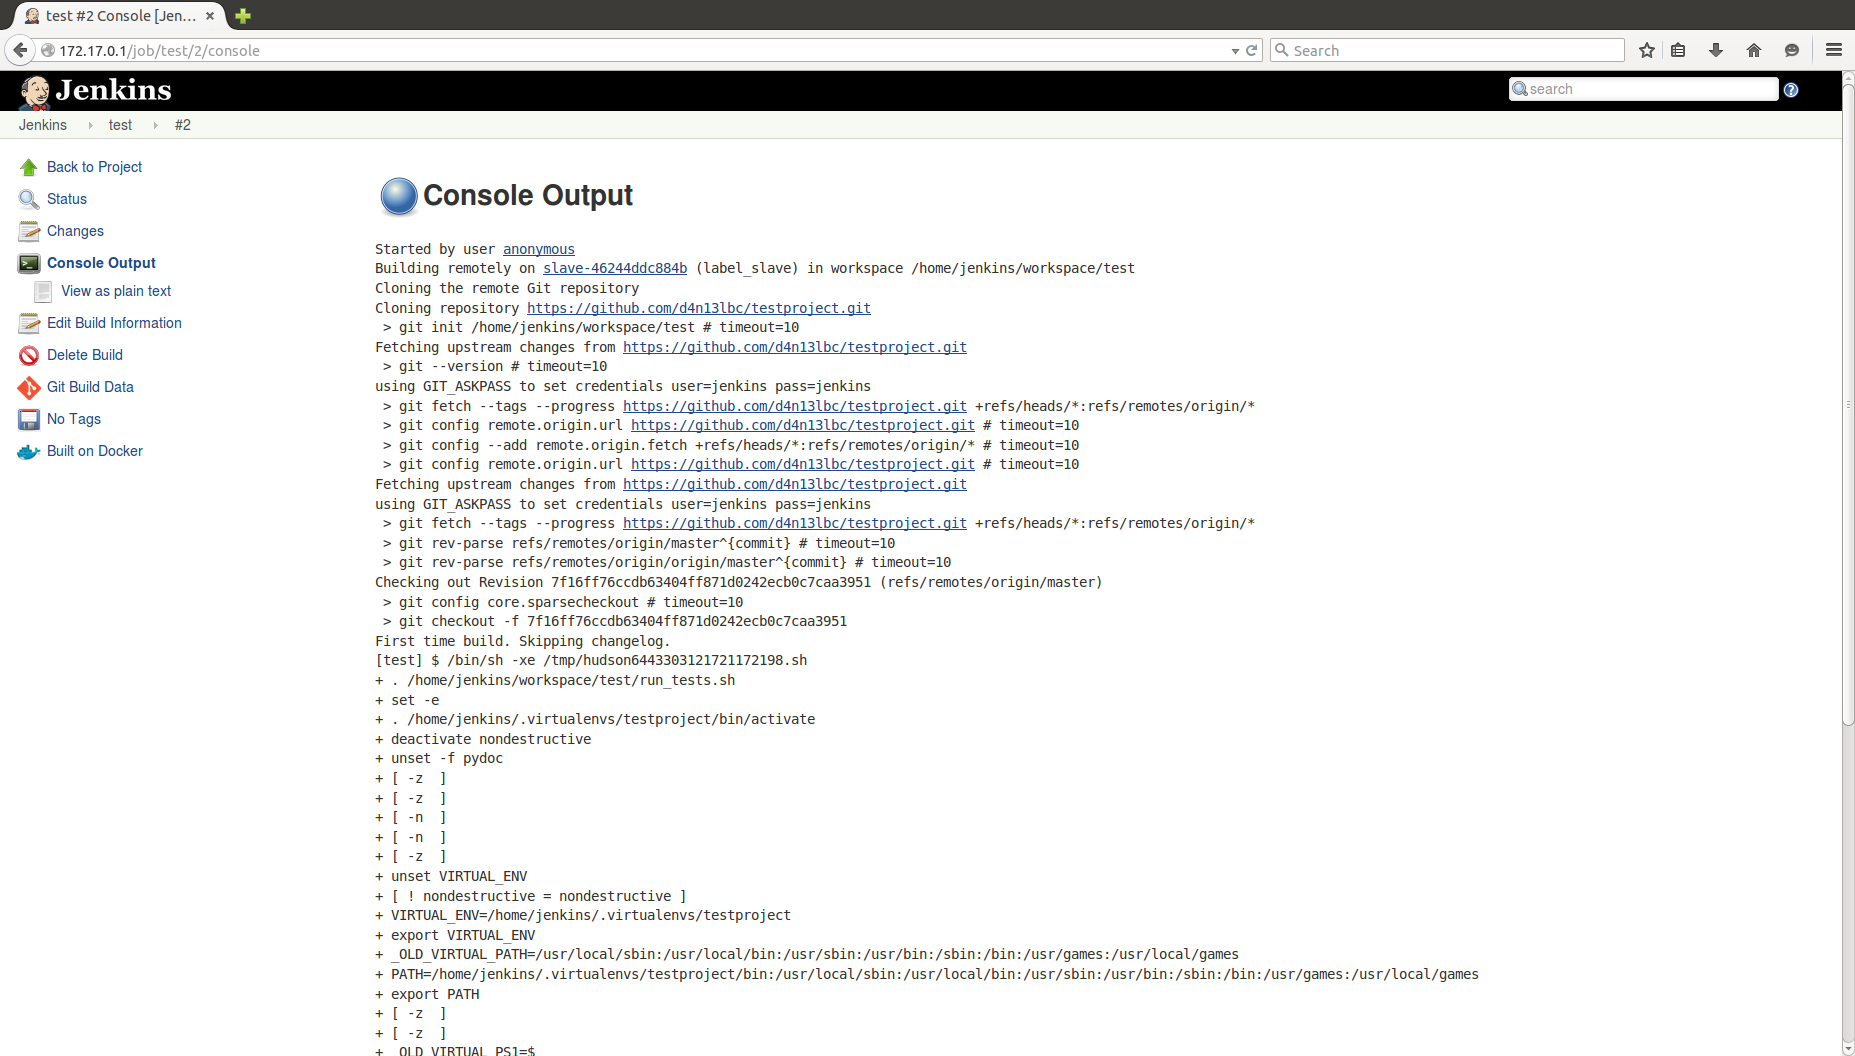 test #2 Console [Jen...
172.17.0.1/job/test/2/console
Search
Jenkins
search
Jenkins
test
#2
Back to Project
Status
Changes
Console Output
View as plain text
Edit Build Information
Delete Build
Git Build Data
No Tags
Built on Docker
Console Output
Started by user anonymous
Building remotely on slave-46244ddc884b (label_slave) in workspace /home/jenkins/workspace/test
Cloning the remote Git repository
Cloning repository https://github.com/d4n13lbc/testproject.git
 > git init /home/jenkins/workspace/test # timeout=10
Fetching upstream changes from https://github.com/d4n13lbc/testproject.git
 > git --version # timeout=10
using GIT_ASKPASS to set credentials user=jenkins pass=jenkins
 > git fetch --tags --progress https://github.com/d4n13lbc/testproject.git +refs/heads/*:refs/remotes/origin/*
 > git config remote.origin.url https://github.com/d4n13lbc/testproject.git # timeout=10
 > git config --add remote.origin.fetch +refs/heads/*:refs/remotes/origin/* # timeout=10
 > git config remote.origin.url https://github.com/d4n13lbc/testproject.git # timeout=10
Fetching upstream changes from https://github.com/d4n13lbc/testproject.git
using GIT_ASKPASS to set credentials user=jenkins pass=jenkins
 > git fetch --tags --progress https://github.com/d4n13lbc/testproject.git +refs/heads/*:refs/remotes/origin/*
 > git rev-parse refs/remotes/origin/master^{commit} # timeout=10
 > git rev-parse refs/remotes/origin/origin/master^{commit} # timeout=10
Checking out Revision 7f16ff76ccdb63404ff871d0242ecb0c7caa3951 (refs/remotes/origin/master)
 > git config core.sparsecheckout # timeout=10
 > git checkout -f 7f16ff76ccdb63404ff871d0242ecb0c7caa3951
First time build. Skipping changelog.
[test] $ /bin/sh -xe /tmp/hudson6443303121721172198.sh
+ . /home/jenkins/workspace/test/run_tests.sh
+ set -e
+ . /home/jenkins/.virtualenvs/testproject/bin/activate
+ deactivate nondestructive
+ unset -f pydoc
+ [ -z  ]
+ [ -z  ]
+ [ -n  ]
+ [ -n  ]
+ [ -z  ]
+ unset VIRTUAL_ENV
+ [ ! nondestructive = nondestructive ]
+ VIRTUAL_ENV=/home/jenkins/.virtualenvs/testproject
+ export VIRTUAL_ENV
+ _OLD_VIRTUAL_PATH=/usr/local/sbin:/usr/local/bin:/usr/sbin:/usr/bin:/sbin:/bin:/usr/games:/usr/local/games
+ PATH=/home/jenkins/.virtualenvs/testproject/bin:/usr/local/sbin:/usr/local/bin:/usr/sbin:/usr/bin:/sbin:/bin:/usr/games:/usr/local/games
+ export PATH
+ [ -z  ]
+ [ -z  ]
+ _OLD_VIRTUAL_PS1=$